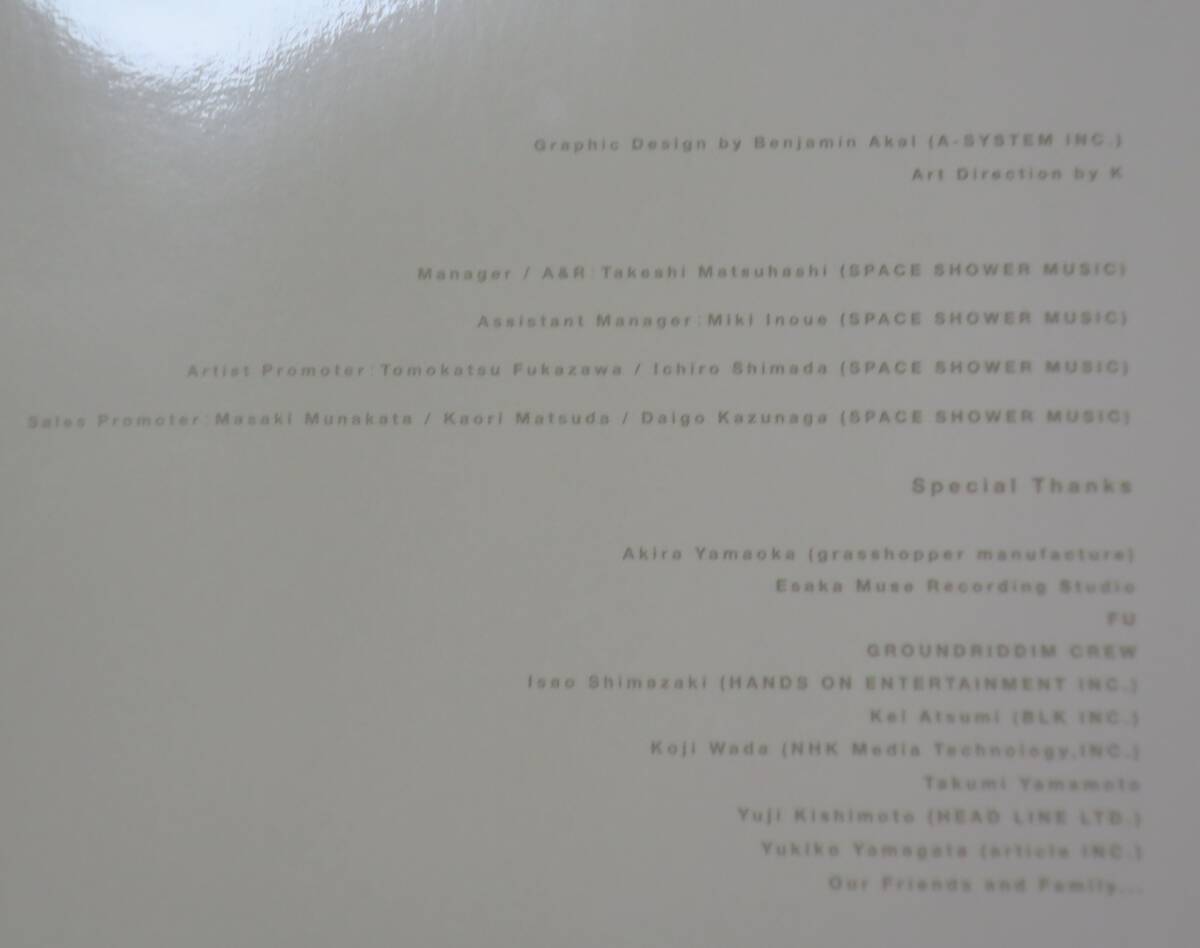 Graphic Design by Benjamin Akal (A-SYSTEM INC.)
Art Direction by K
Manager / A&R:Takeshi Matsuhashi (SPACE SHOWER MUSIC)
Assistant Manager:Miki Inoue (SPACE SHOWER MUSIC)
Artist Promoter:Tomokatsu Fukazawa / Ichiro Shimada (SPACE SHOWER MUSIC)
Sales Promoter:Masaki Munakata / Kaori Matsuda / Daigo Kazunaga (SPACE SHOWER MUSIC)
Special Thanks
Akira Yamaoka (grasshopper manufacture)
Esaka Muse Recording Studio
FU
GROUNDRIDDIM CREW
Isao Shimazaki (HANDS ON ENTERTAINMENT INC.)
Kei Atsumi (BLK INC.)
Koji Wada (NHK Media Technology,INC.)
Takumi Yamamoto
Yuji Kishimoto (HEAD LINE LTD.)
Yukiko Yamagata (article INC.)
Our Friends and Family...